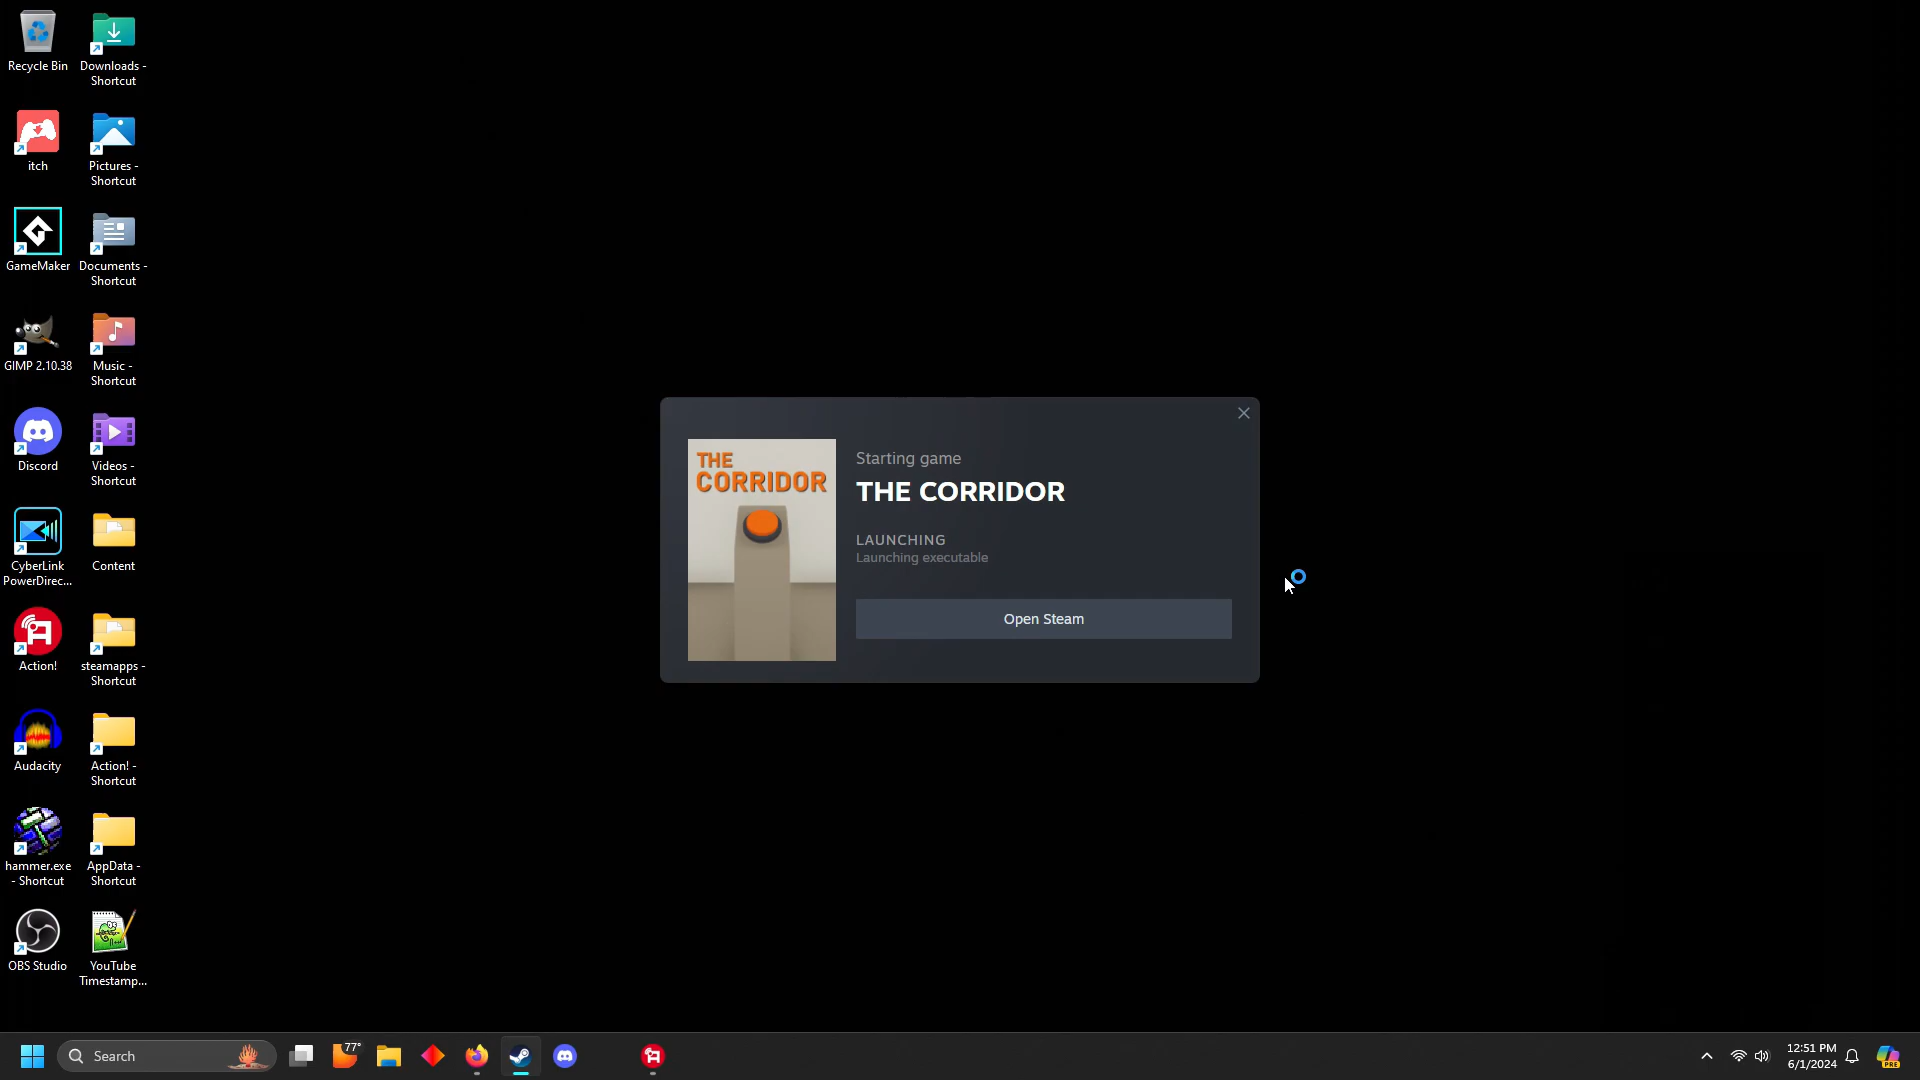 Recycle Bin
Downloads -
Shortcut
itch
Pictures -
Shortcut
GameMaker
Documents -
Shortcut
GIMP 2.10.38
Music -
Shortcut
Discord
Videos -
Shortcut
CyberLink
PowerDirec...
Content
Action!
steamapps -
Shortcut
Audacity
Action! -
Shortcut
hammer.exe
- Shortcut
AppData -
Shortcut
OBS Studio
YouTube
Timestamp...
THE
CORRIDOR
Starting game
THE CORRIDOR
LAUNCHING
Launching executable
Open Steam
Search
77°
12:51 PM
6/1/2024
PRE